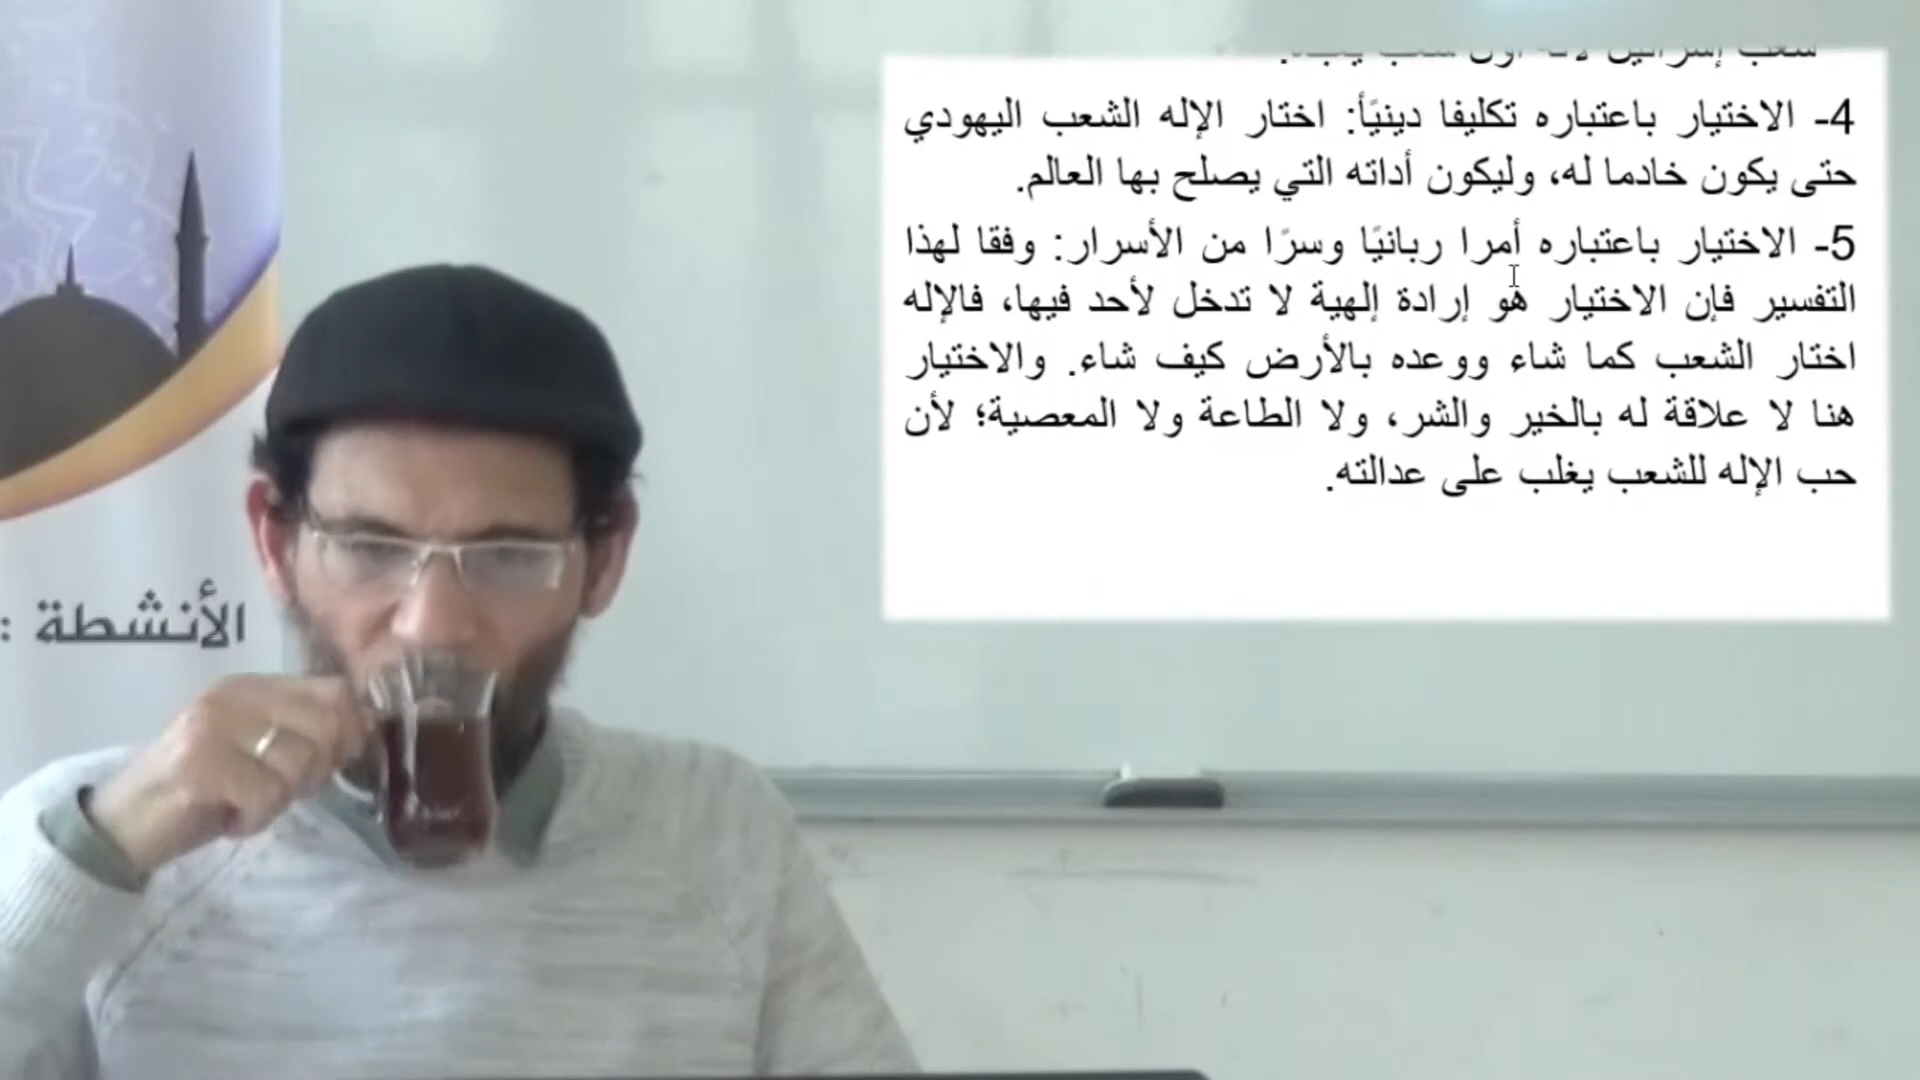 4- الاختيار باعتباره تكليفا دينيًأ: اختار الإله الشعب اليهودي
حتى يكون خادما له، وليكون أداته التي يصلح بها العالم.
5- الاختيار باعتباره أمرا ربانيًا وسرًا من الأسرار: وفقا لهذا
التفسير فإن الاختيار هو إرادة إلهية لا تدخل لأحد فيها، فالإله
اختار الشعب كما شاء ووعده بالأرض كيف شاء. والاختيار
هنا لا علاقة له بالخير والشر، ولا الطاعة ولا المعصية؛ لأن
حب الإله للشعب يغلب على عدالته.
الأنشطة :